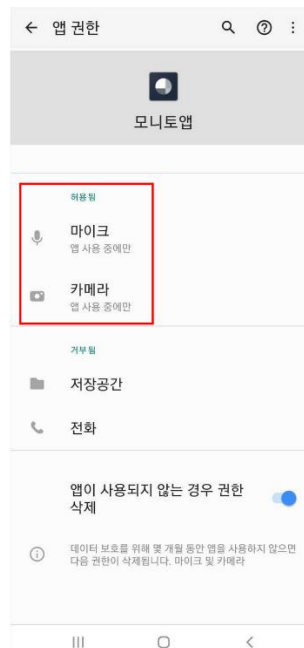 앱 권한
모니토앱
허용됨
마이크
앱 사용 중에만
카메라
앱 사용 중에만
거부됨
저장공간
전화
앱이 사용되지 않는 경우 권한
삭제
데이터 보호를 위해 몇 개월 동안 앱을 사용하지 않으면
다음 권한이 삭제됩니다. 마이크 및 카메라